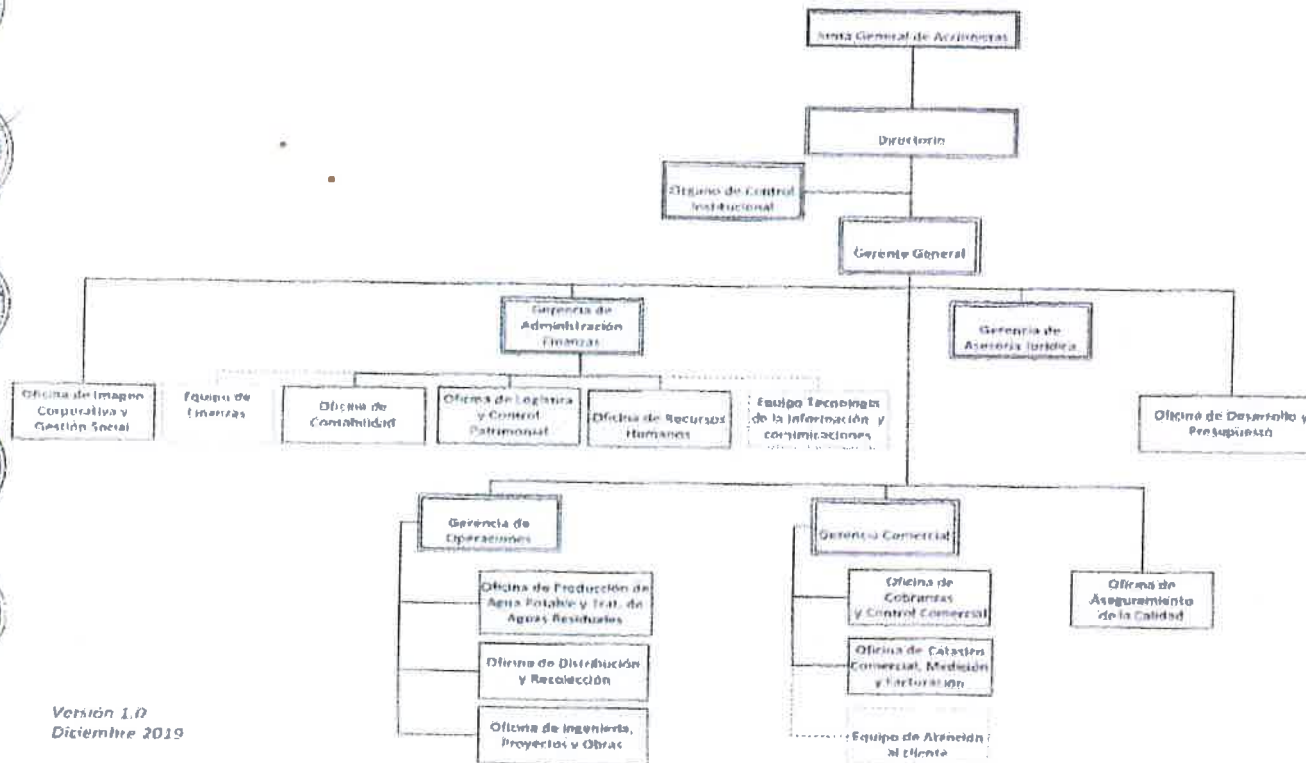 Junta General de Accionistas
Directorio
Órgano de Control
Institucional
Gerente General
Gerencia de
Administración
Finanzas
Gerencia de
Asesoría Jurídica
Oficina de Imagen
Corporativa y
Gestión Social
Equipo de
Finanzas
Oficina de
Contabilidad
Oficina de Logística
y Control
Patrimonial
Oficina de Recursos
Humanos
Equipo Tecnología
de la Información y
comunicaciones
Oficina de Desarrollo y
Presupuesto
Gerencia de
Operaciones
Gerencia Comercial
Oficina de Producción de
Agua Potable y Trat. de
Aguas Residuales
Oficina de Distribución
y Recolección
Oficina de Ingeniería,
Proyectos y Obras
Oficina de
Cobranzas
y Control Comercial
Oficina de Catastro
Comercial, Medición
y Facturación
Equipo de Atención
al cliente
Oficina de
Aseguramiento
de la Calidad
Versión 1.0
Diciembre 2019